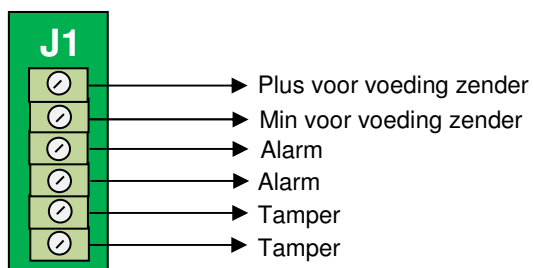 J1
Plus voor voeding zender
Min voor voeding zender
Alarm
Alarm
Tamper
Tamper